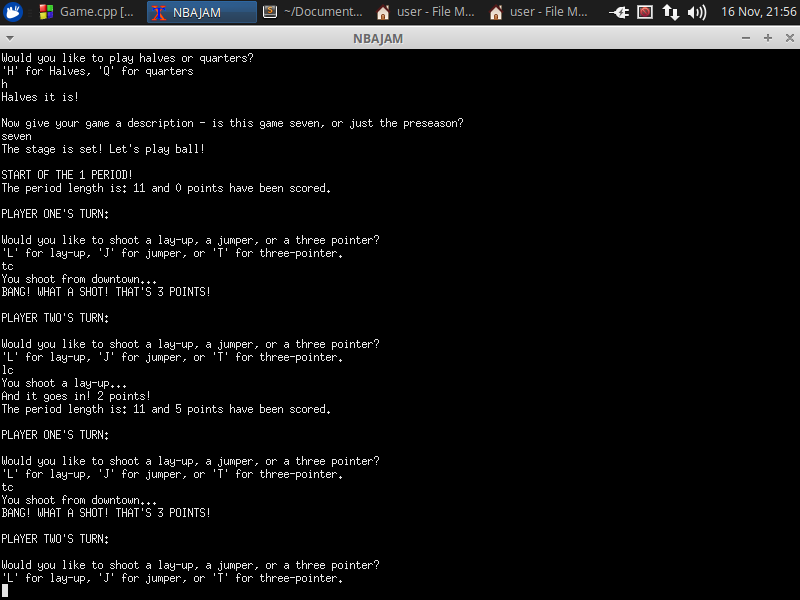 Game.cpp [...
NBAJAM
~/Document...
user - File M...
user - File M...
16 Nov, 21:56
NBAJAM
Would you like to play halves or quarters?
'H' for Halves, 'Q' for quarters
h
Halves it is!
Now give your game a description - is this game seven, or just the preseason?
seven
The stage is set! Let's play ball!
START OF THE 1 PERIOD!
The period length is: 11 and 0 points have been scored.
PLAYER ONE'S TURN:
Would you like to shoot a lay-up, a jumper, or a three pointer?
'L' for lay-up, 'J' for jumper, or 'T' for three-pointer.
tc
You shoot from downtown...
BANG! WHAT A SHOT! THAT'S 3 POINTS!
PLAYER TWO'S TURN:
Would you like to shoot a lay-up, a jumper, or a three pointer?
'L' for lay-up, 'J' for jumper, or 'T' for three-pointer.
lc
You shoot a lay-up...
And it goes in! 2 points!
The period length is: 11 and 5 points have been scored.
PLAYER ONE'S TURN:
Would you like to shoot a lay-up, a jumper, or a three pointer?
'L' for lay-up, 'J' for jumper, or 'T' for three-pointer.
tc
You shoot from downtown...
BANG! WHAT A SHOT! THAT'S 3 POINTS!
PLAYER TWO'S TURN:
Would you like to shoot a lay-up, a jumper, or a three pointer?
'L' for lay-up, 'J' for jumper, or 'T' for three-pointer.